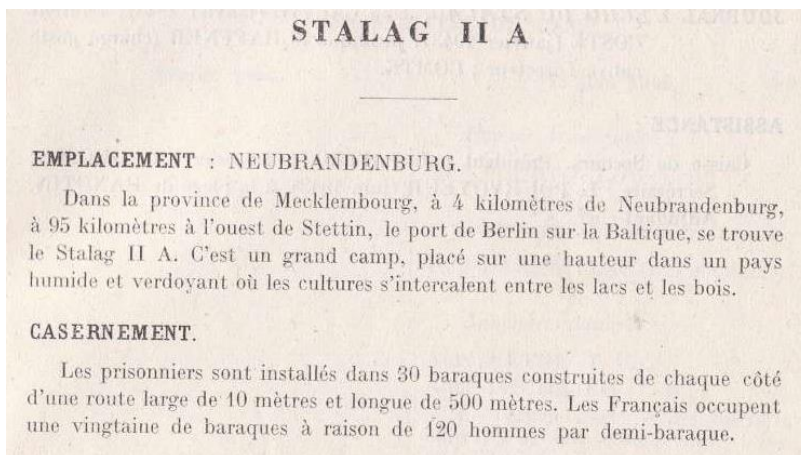 STALAG II A
EMPLACEMENT : NEUBRANDENBURG.
Dans la province de Mecklembourg, à 4 kilomètres de Neubrandenburg,
à 95 kilomètres à l'ouest de Stettin, le port de Berlin sur la Baltique, se trouve
le Stalag II A. C'est un grand camp, placé sur une hauteur dans un pays
humide et verdoyant où les cultures s'intercalent entre les lacs et les bois.
CASERNEMENT.
Les prisonniers sont installés dans 30 baraques construites de chaque côté
d'une route large de 10 mètres et longue de 500 mètres. Les Français occupent
une vingtaine de baraques à raison de 120 hommes par demi-baraque.